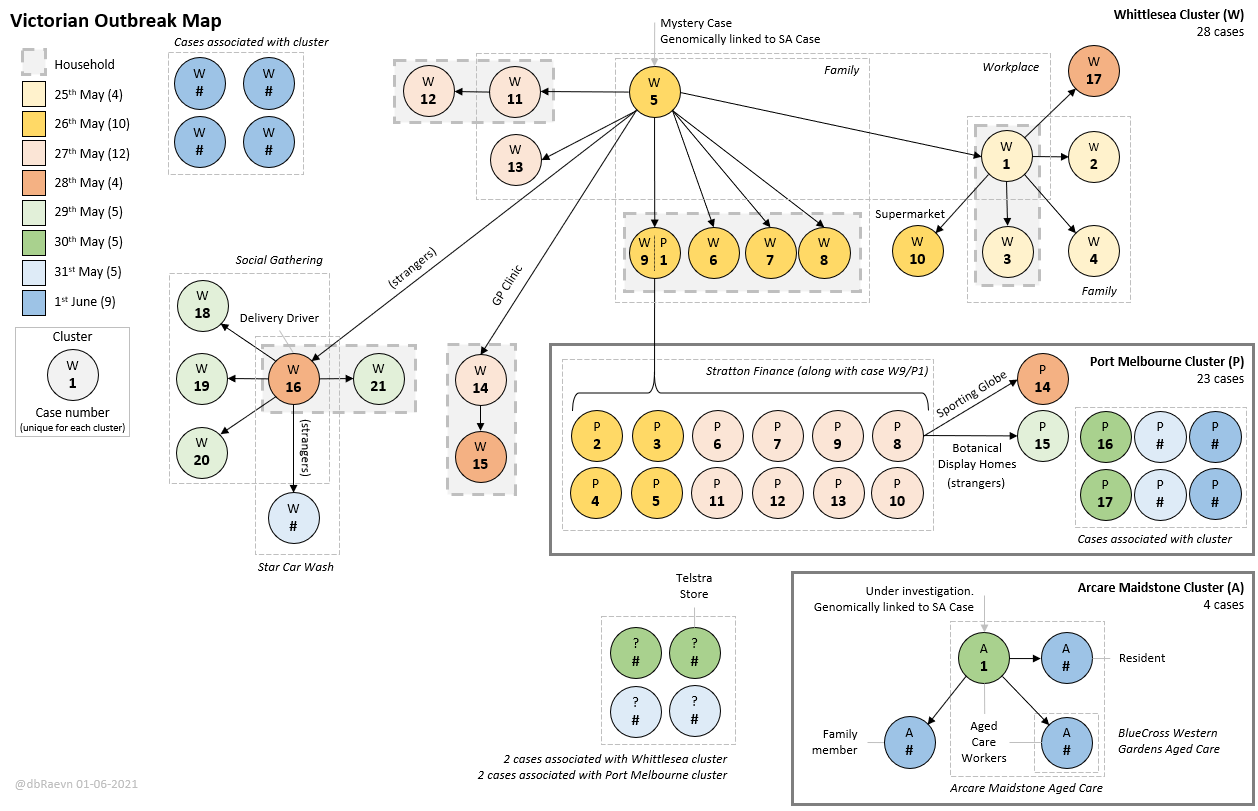 Victorian Outbreak Map
Household
25th May (4)
26th May (10)
27th May (12)
28th May (4)
29th May (5)
30th May (5)
31st May (5)
1st June (9)
Cluster
W
1
Case number
(unique for each cluster)
Cases associated with cluster
W
#
W
#
W
#
W
#
Mystery Case
Genomically linked to SA Case
Whittlesea Cluster (W)
28 cases
W
12
W
11
W
5
Family
Workplace
W
17
W
13
W
1
W
2
Supermarket
W
10
W
3
W
4
Family
W
9
P
1
W
6
W
7
W
8
(strangers)
GP Clinic
Social Gathering
W
18
Delivery Driver
W
19
W
16
W
21
W
20
(strangers)
W
#
Star Car Wash
W
14
W
15
Port Melbourne Cluster (P)
23 cases
Stratton Finance (along with case W9/P1)
P
2
P
3
P
6
P
7
P
9
P
8
P
4
P
5
P
11
P
12
P
13
P
10
Sporting Globe
P
14
Botanical
Display Homes
(strangers)
P
15
P
16
P
#
P
#
P
17
P
#
P
#
Cases associated with cluster
Telstra
Store
?
#
?
#
?
#
?
#
2 cases associated with Whittlesea cluster
2 cases associated with Port Melbourne cluster
Arcare Maidstone Cluster (A)
4 cases
Under investigation.
Genomically linked to SA Case
A
1
A
#
Resident
Family
member
A
#
Aged
Care
Workers
A
#
BlueCross Western
Gardens Aged Care
Arcare Maidstone Aged Care
@dbRaevn 01-06-2021